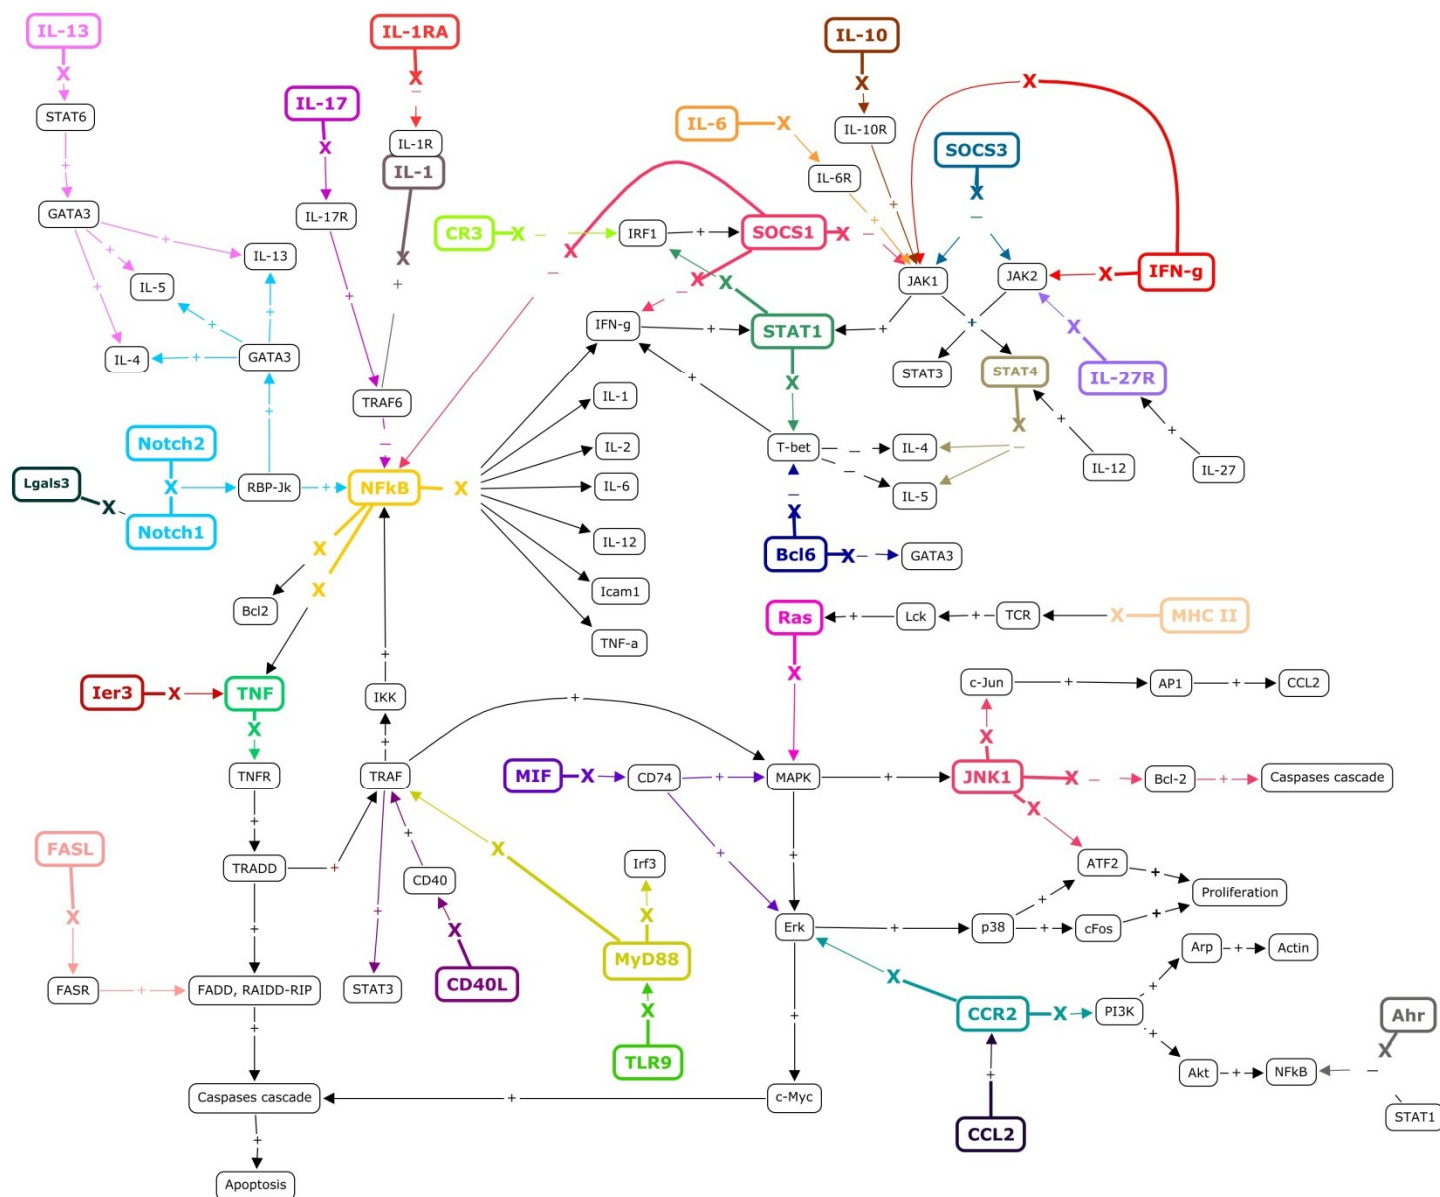 IL-13
IL-1RA
IL-10
IL-17
IL-6
STAT6
IL-10R
IL-1R
IL-1
SOCS3
IL-6R
GATA3
IL-17R
CR3
IRF1
SOCS1
IL-13
IL-5
JAK1
JAK2
IFN-g
IFN-g
STAT1
IL-4
GATA3
STAT3
STAT4
IL-27R
TRAF6
IL-1
Notch2
T-bet
IL-4
IL-2
IL-12
IL-27
Lgals3
RBP-Jk
NFkB
IL-6
IL-5
Notch1
IL-12
Bcl6
GATA3
Icam1
Bcl2
Ras
Lck
TCR
MHC II
TNF-a
Ier3
TNF
IKK
c-Jun
AP1
CCL2
TNFR
TRAF
MIF
CD74
MAPK
JNK1
Bcl-2
Caspases cascade
FASL
TRADD
CD40
Irf3
ATF2
Proliferation
Erk
p38
cFos
Arp
Actin
MyD88
FASR
FADD, RAIDD-RIP
STAT3
CD40L
CCR2
PI3K
Ahr
TLR9
Akt
NFkB
Caspases cascade
c-Myc
STAT1
CCL2
Apoptosis